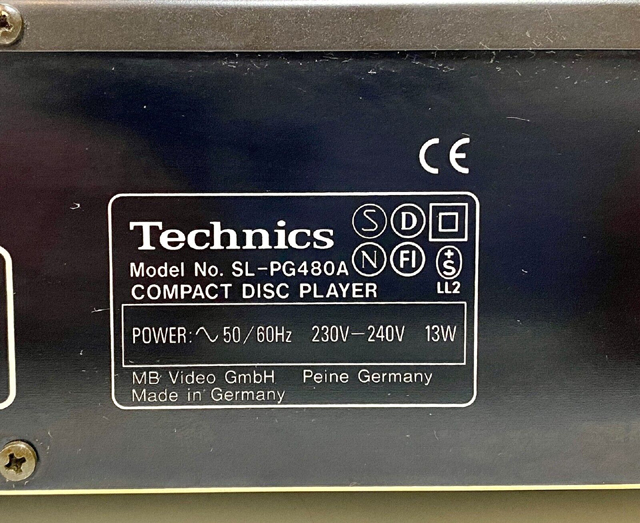 CE
Technics
S D
N FI +S
LL2
Model No. SL-PG480A
COMPACT DISC PLAYER
POWER: ∿ 50/60Hz 230V-240V 13W
MB Video GmbH Peine Germany
Made in Germany